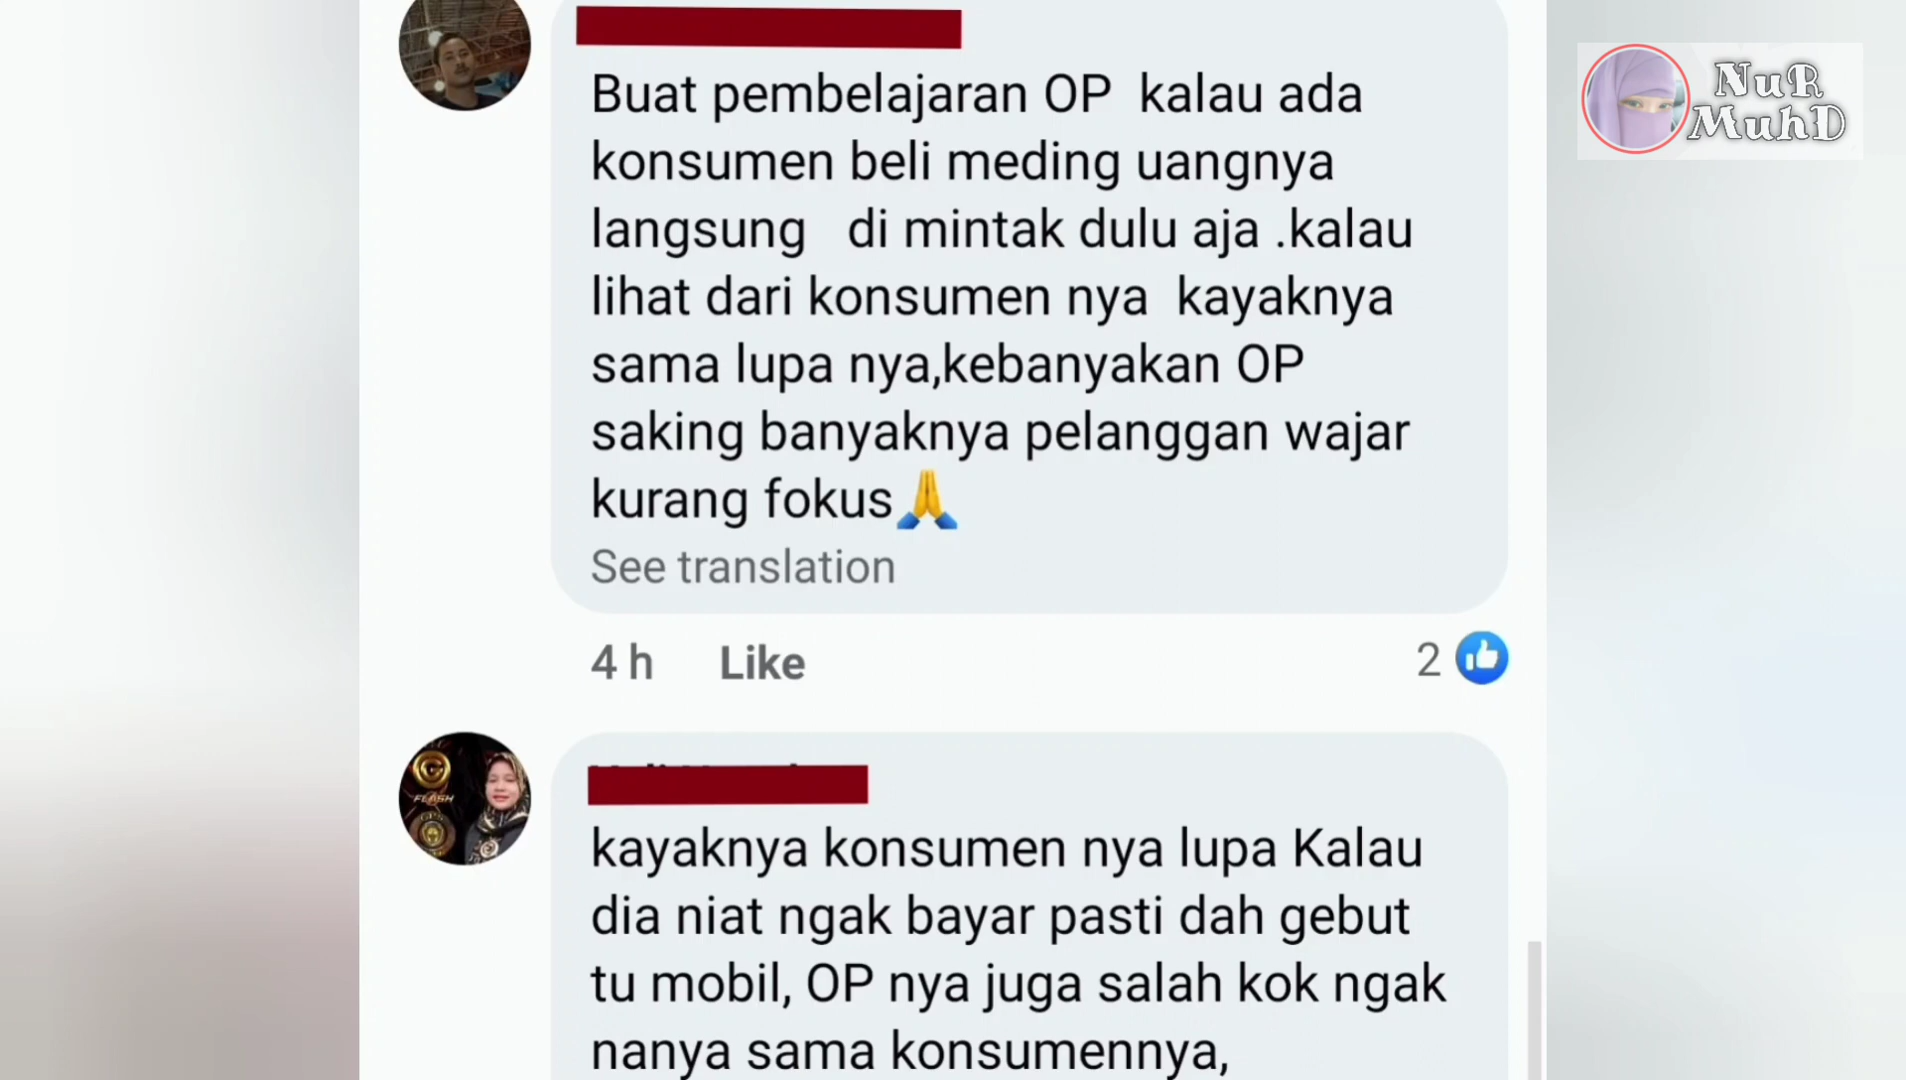 NuR
MuhD
Buat pembelajaran OP kalau ada
konsumen beli meding uangnya
langsung di mintak dulu aja .kalau
lihat dari konsumen nya kayaknya
sama lupa nya,kebanyakan OP
saking banyaknya pelanggan wajar
kurang fokus🙏
See translation
4 h Like 2
FLASH
kayaknya konsumen nya lupa Kalau
dia niat ngak bayar pasti dah gebut
tu mobil, OP nya juga salah kok ngak
nanya sama konsumennya,